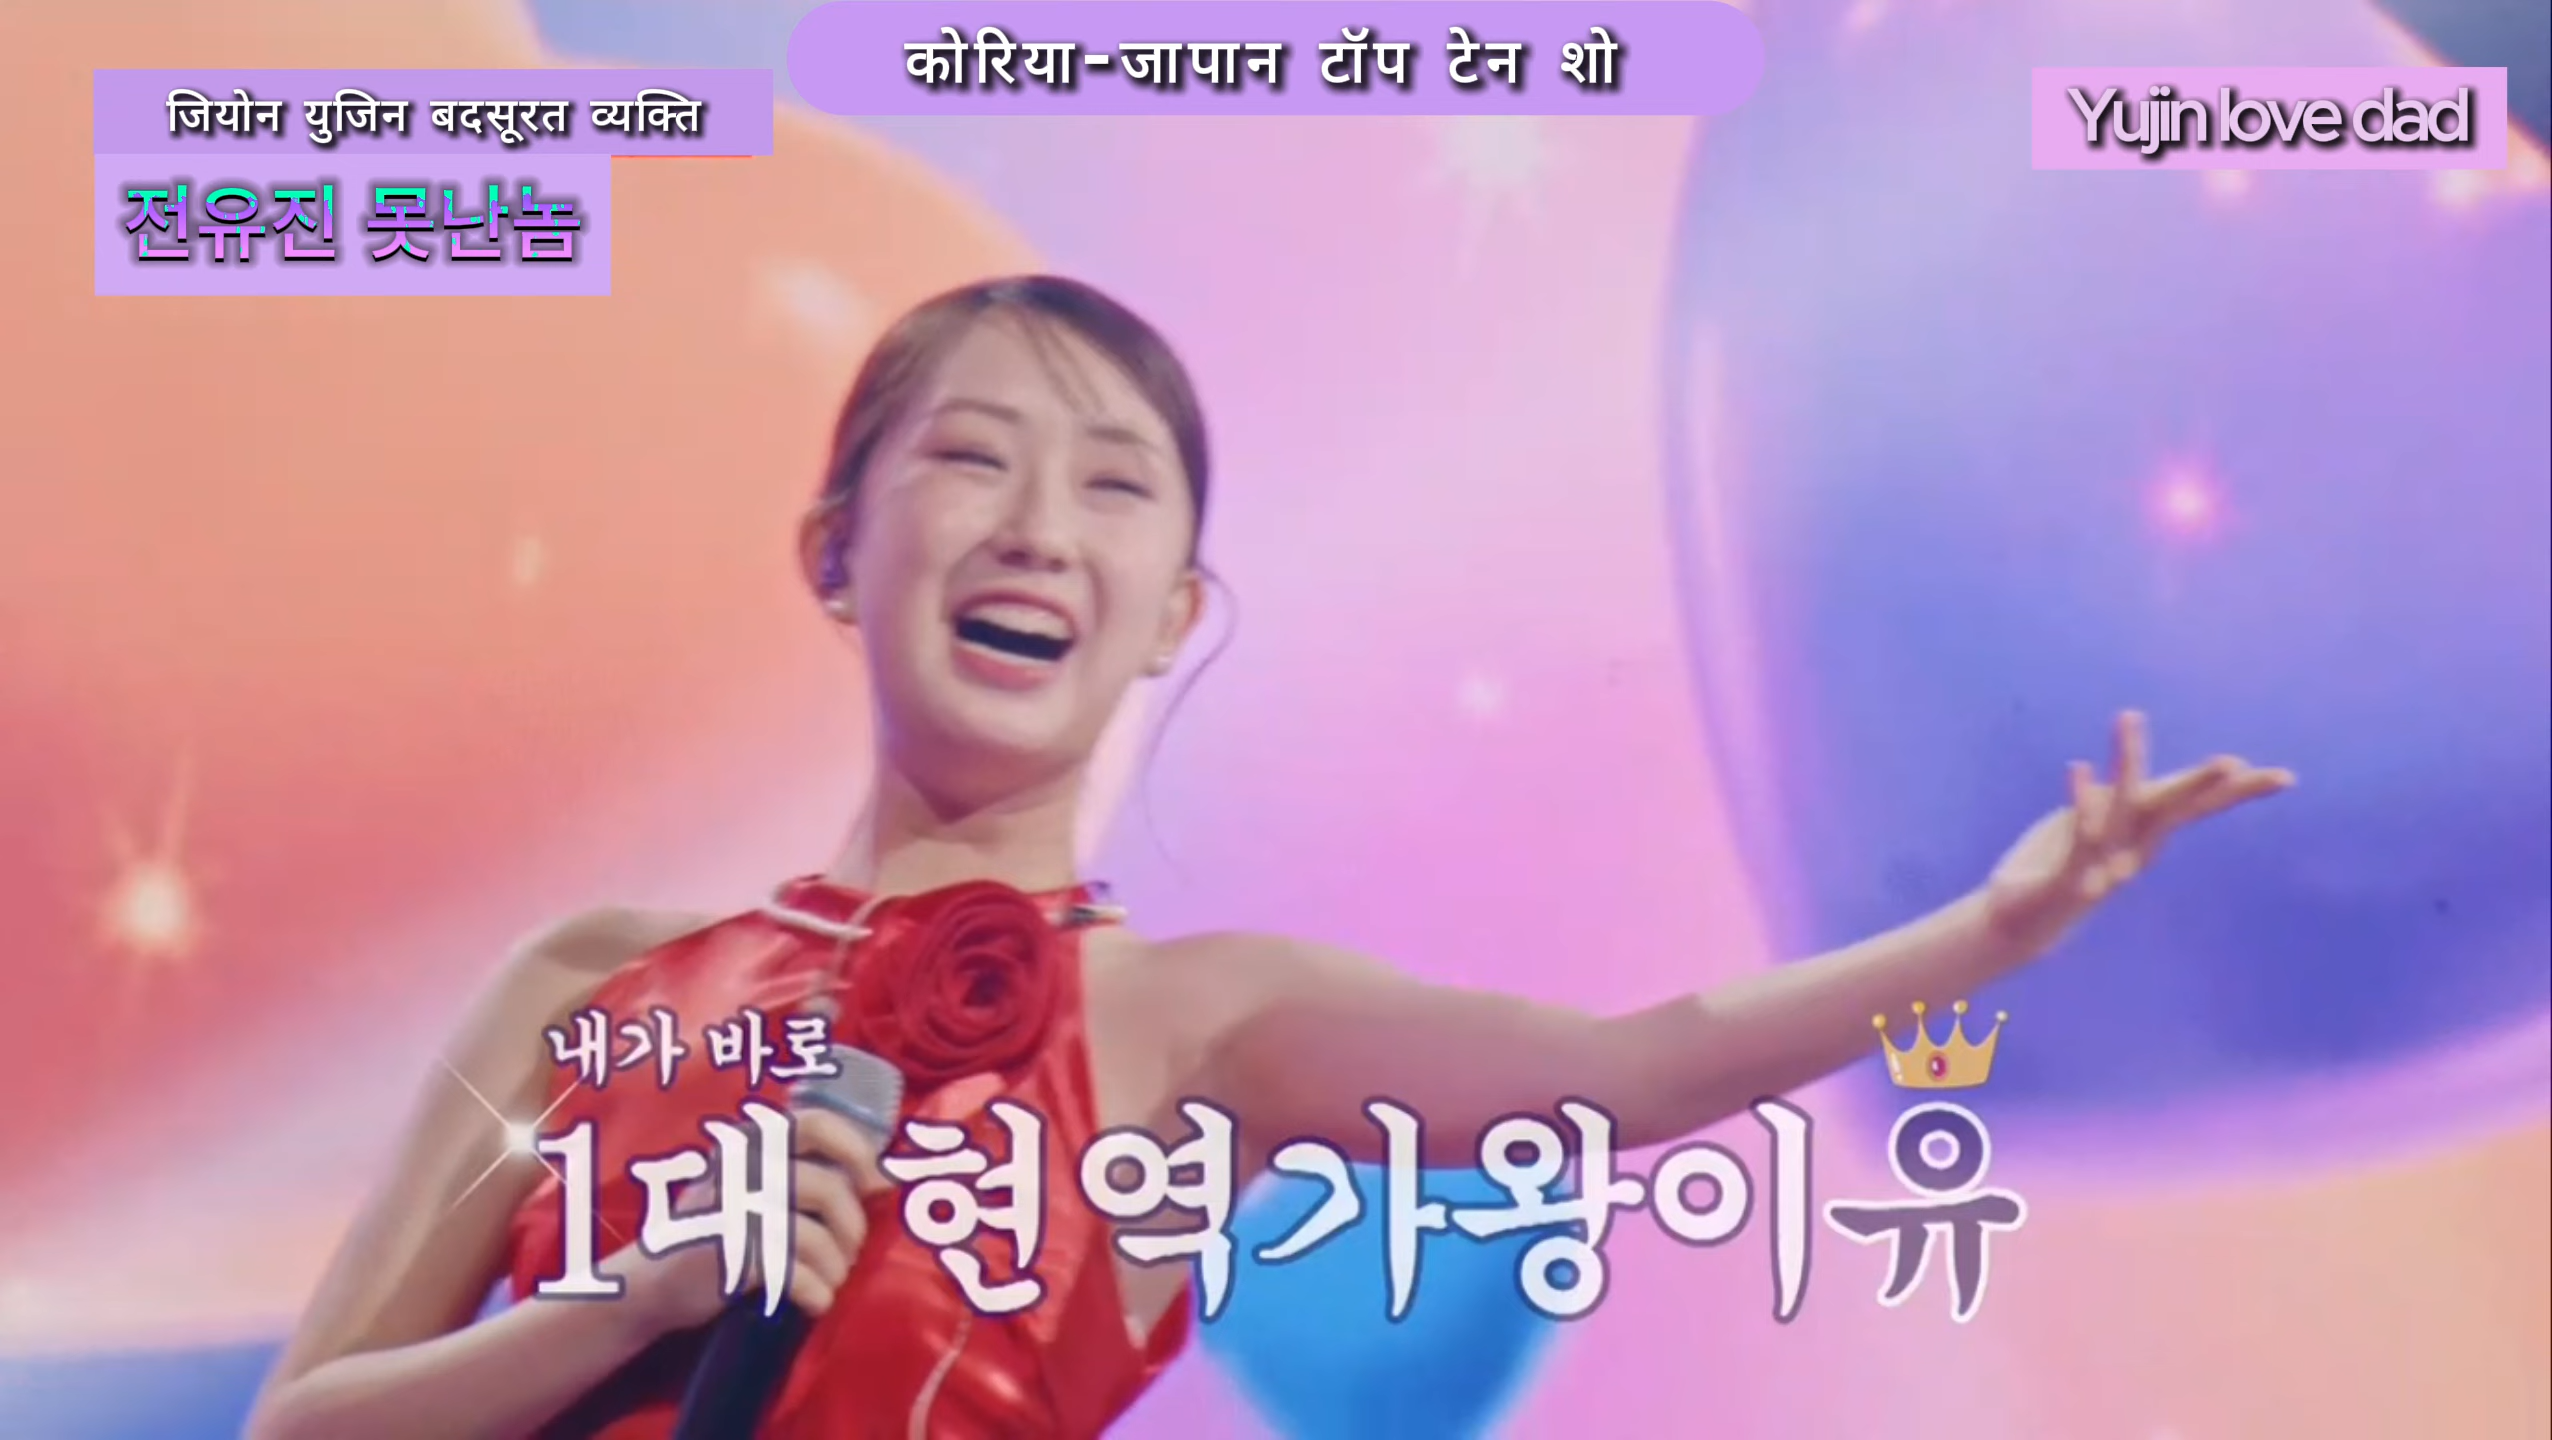 कोरिया-जापान टॉप टेन शो
जियोन युजिन बदसूरत व्यक्ति
Yujin love dad
전유진 못난놈
내가 바로
1대 현역가왕이유